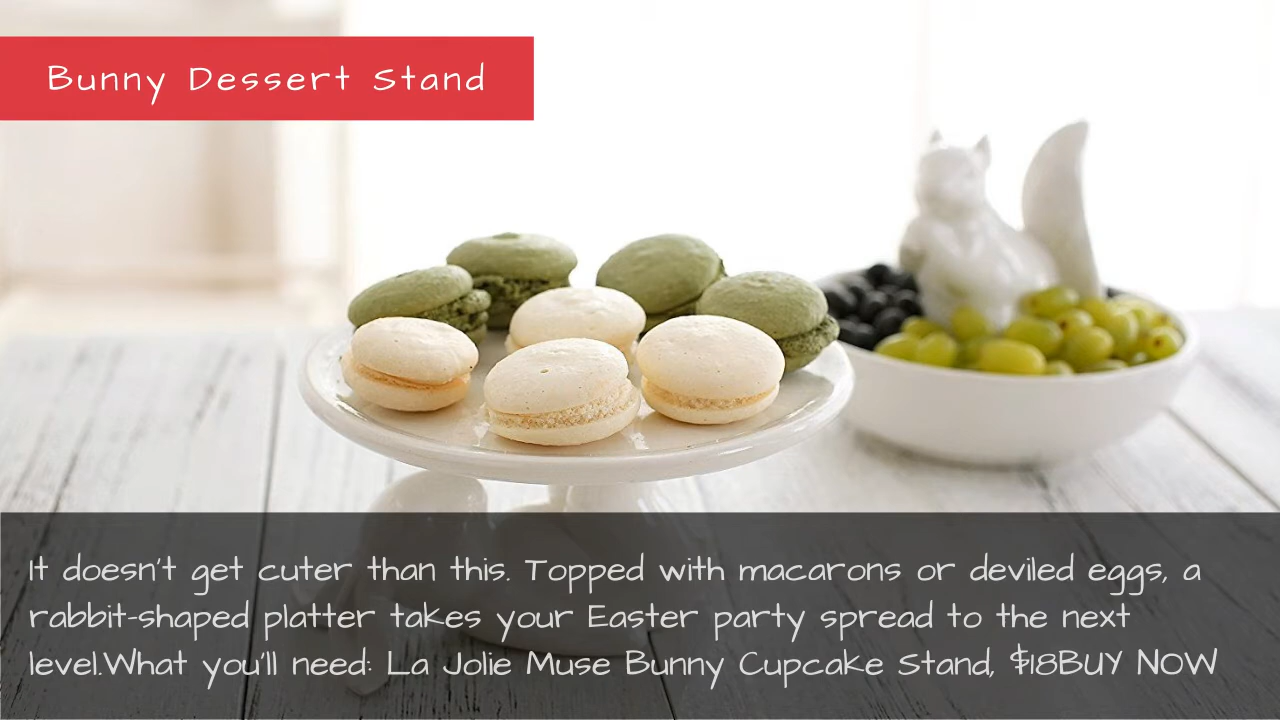 Bunny Dessert Stand
It doesn't get cuter than this. Topped with macarons or deviled eggs, a
rabbit-shaped platter takes your Easter party spread to the next
level.What you'll need: La Jolie Muse Bunny Cupcake Stand, $18BUY NOW